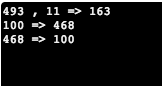 493 , 11 => 163
100 => 468
468 => 100